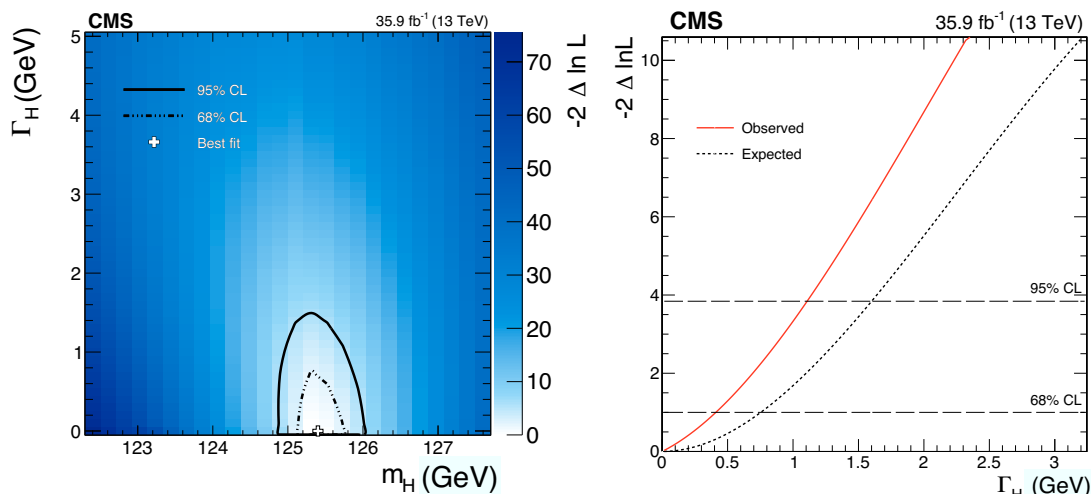 CMS
35.9 fb⁻¹ (13 TeV)
Γ_H (GeV)
5
4
3
2
1
0
95% CL
68% CL
Best fit
123
124
125
126
127
m_H (GeV)
70
60
50
40
30
20
10
0
-2 Δ ln L
CMS
35.9 fb⁻¹ (13 TeV)
-2 Δ lnL
10
8
6
4
2
0
Observed
Expected
95% CL
68% CL
0
0.5
1
1.5
2
2.5
3
Γ_H (GeV)